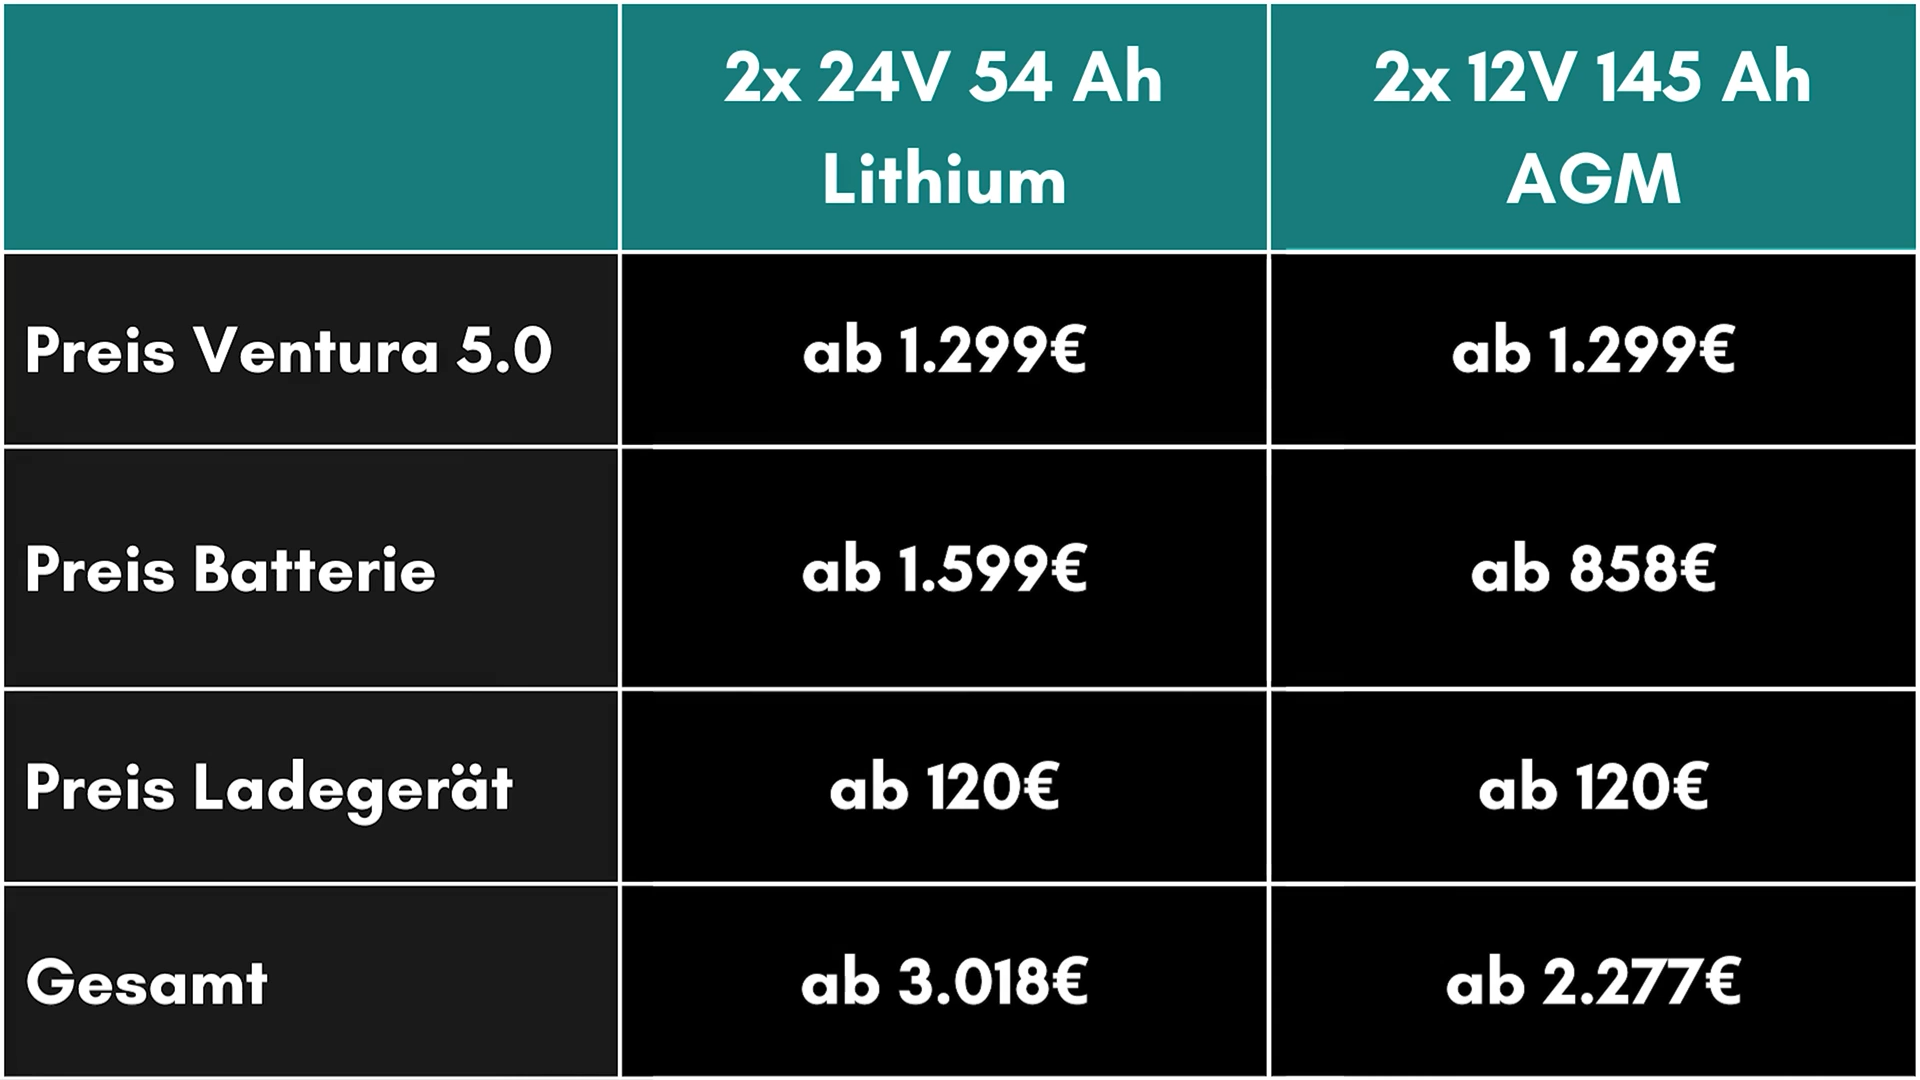 2x 24V 54 Ah
Lithium
2x 12V 145 Ah
AGM
Preis Ventura 5.0
ab 1.299€
ab 1.299€
Preis Batterie
ab 1.599€
ab 858€
Preis Ladegerät
ab 120€
ab 120€
Gesamt
ab 3.018€
ab 2.277€